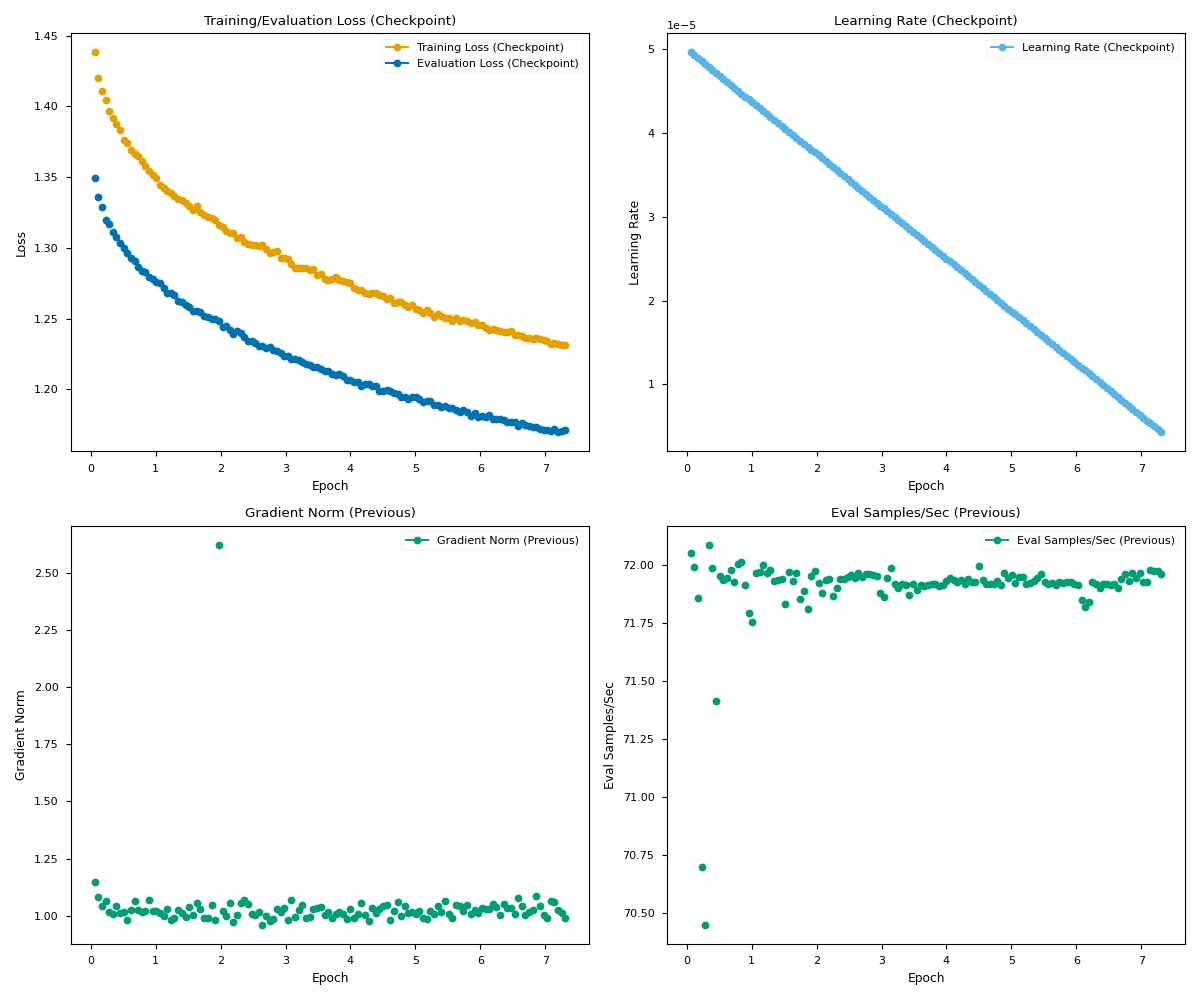 Training/Evaluation Loss (Checkpoint)
Training Loss (Checkpoint)
Evaluation Loss (Checkpoint)
1.45
1.40
1.35
1.30
1.25
1.20
Loss
0 1 2 3 4 5 6 7
Epoch
Learning Rate (Checkpoint)
1e−5
Learning Rate (Checkpoint)
5
4
3
2
1
Learning Rate
0 1 2 3 4 5 6 7
Epoch
Gradient Norm (Previous)
Gradient Norm (Previous)
2.50
2.25
2.00
1.75
1.50
1.25
1.00
Gradient Norm
0 1 2 3 4 5 6 7
Epoch
Eval Samples/Sec (Previous)
Eval Samples/Sec (Previous)
72.00
71.75
71.50
71.25
71.00
70.75
70.50
Eval Samples/Sec
0 1 2 3 4 5 6 7
Epoch